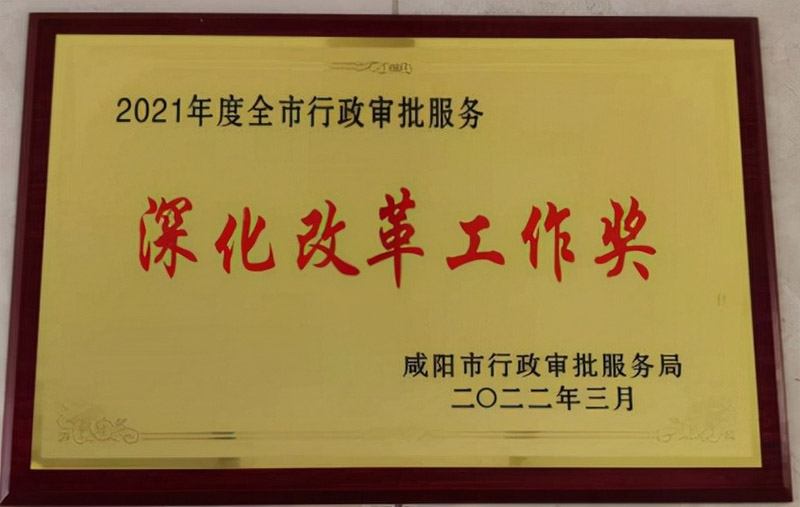 2021年度全市行政审批服务
深化改革工作奖
咸阳市行政审批服务局
二〇二二年三月